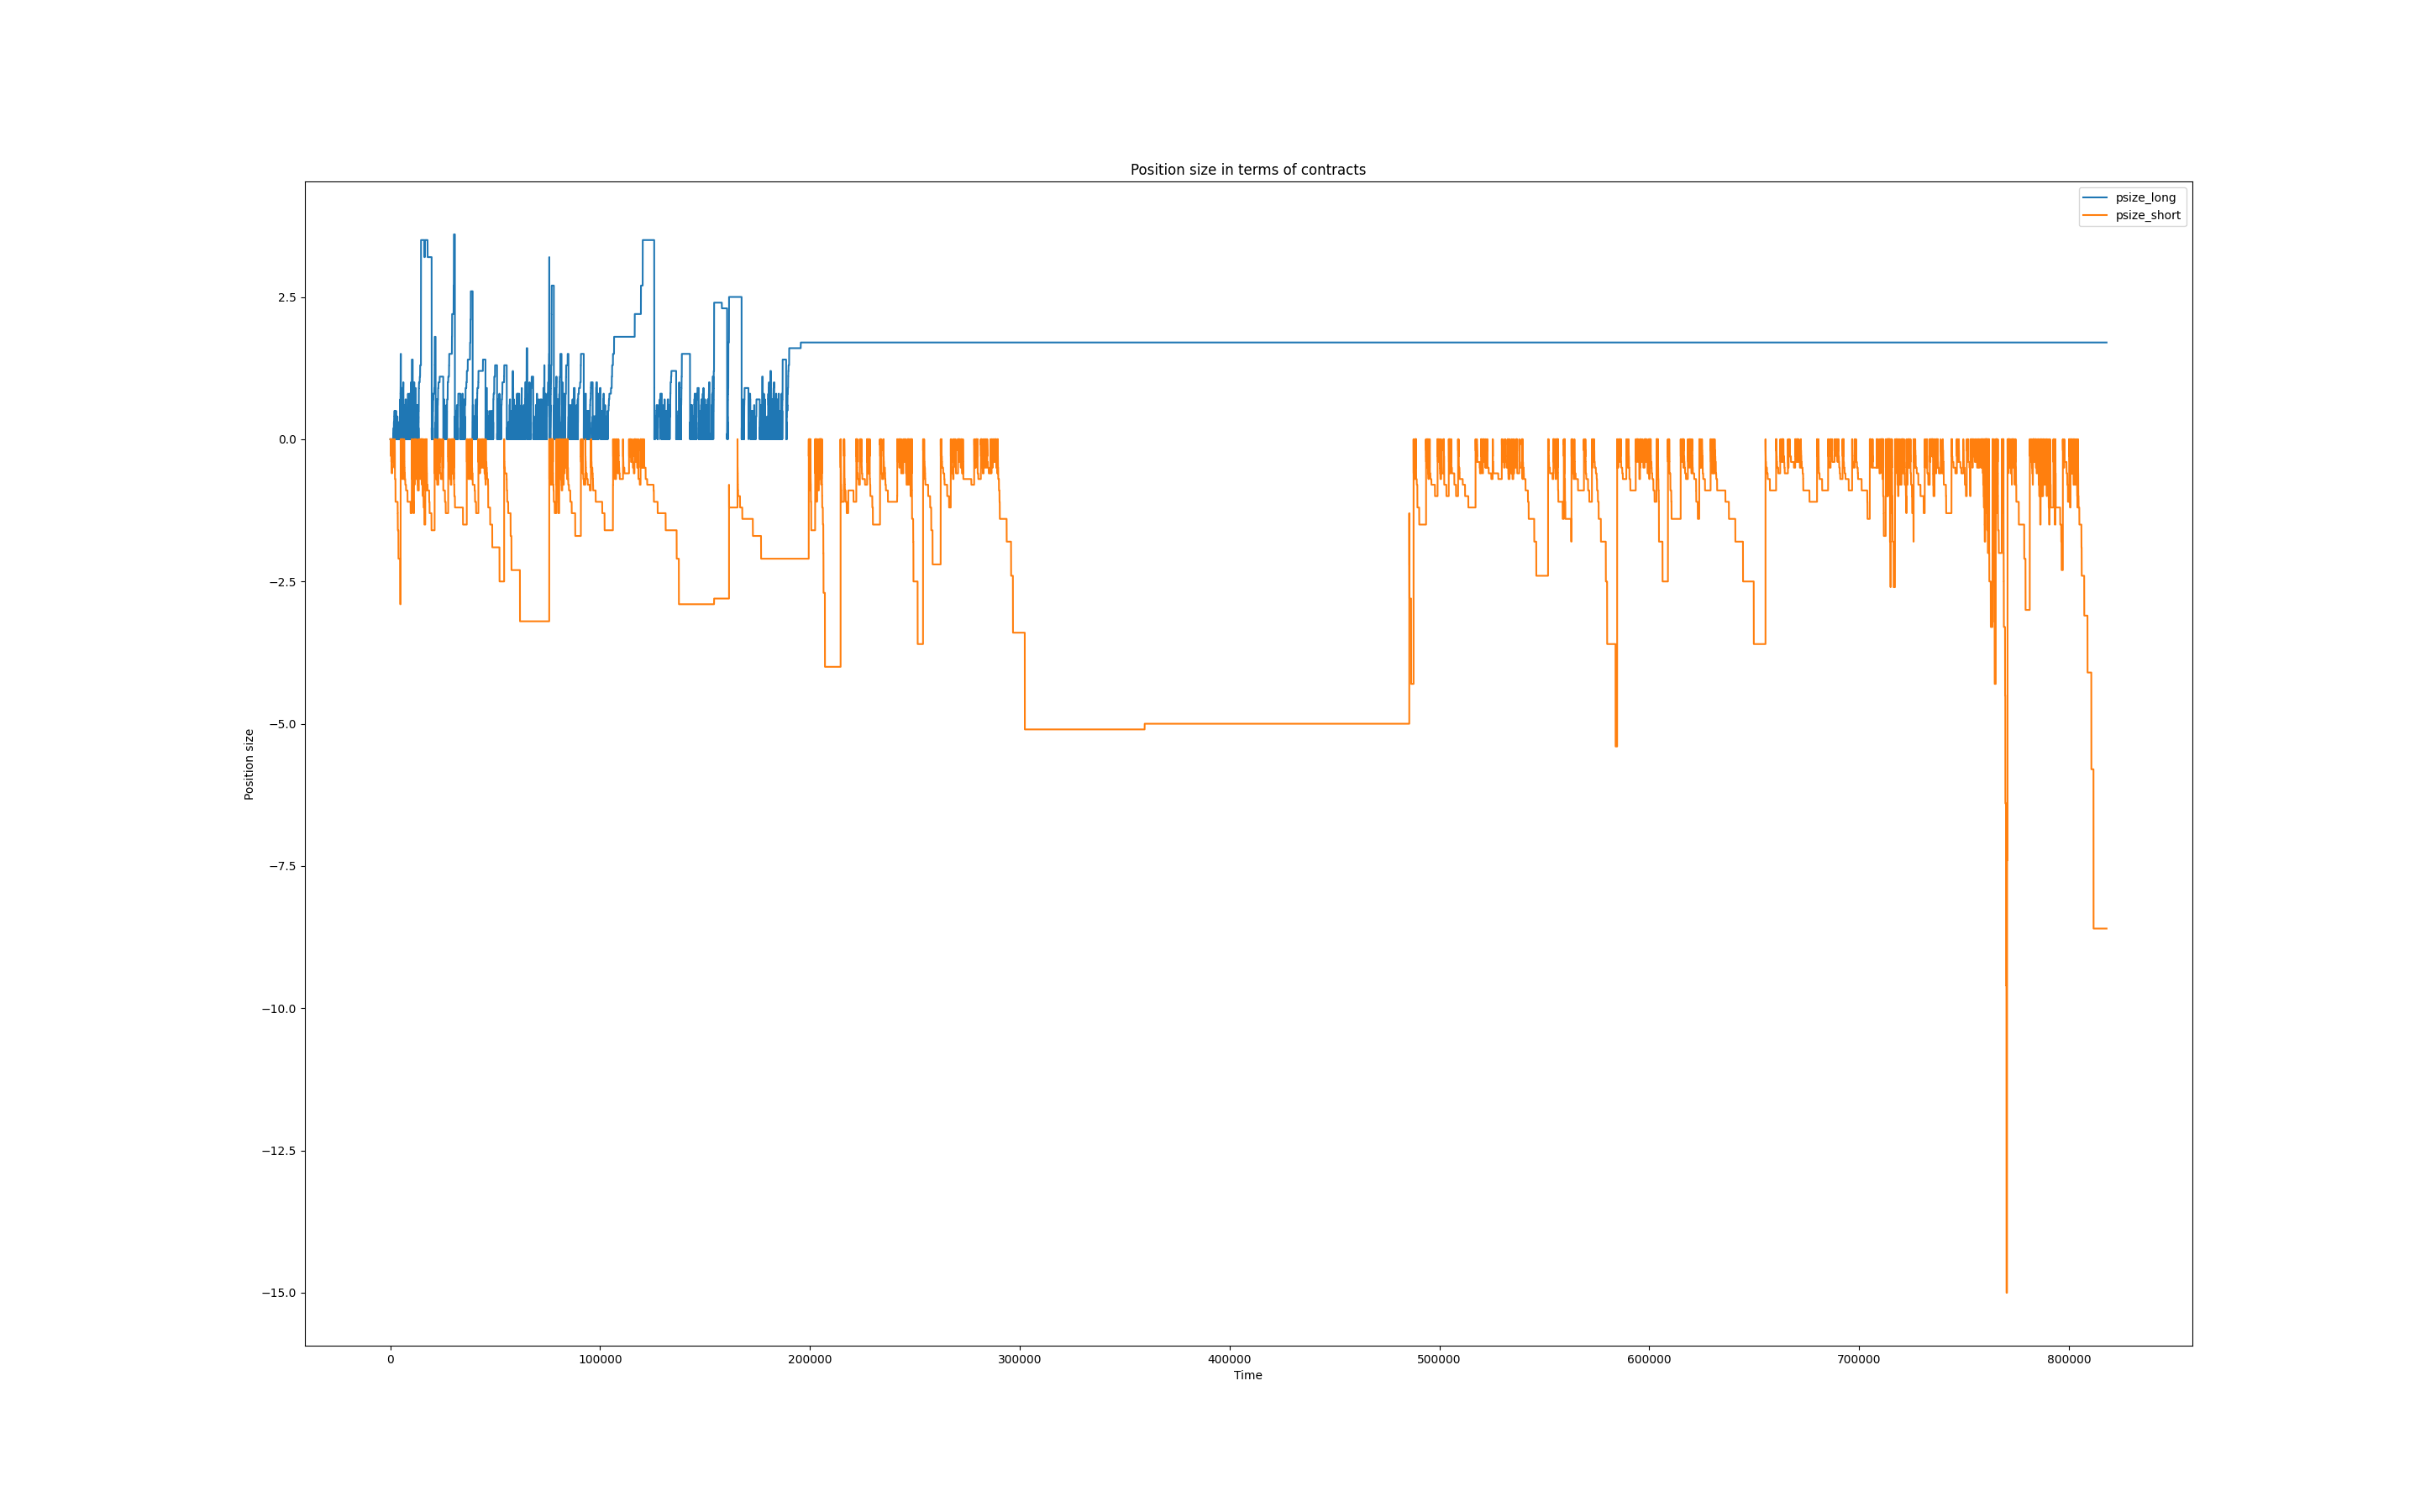 Position size in terms of contracts
psize_long
psize_short
2.5
0.0
−2.5
−5.0
−7.5
−10.0
−12.5
−15.0
Position size
0 100000 200000 300000 400000 500000 600000 700000 800000
Time